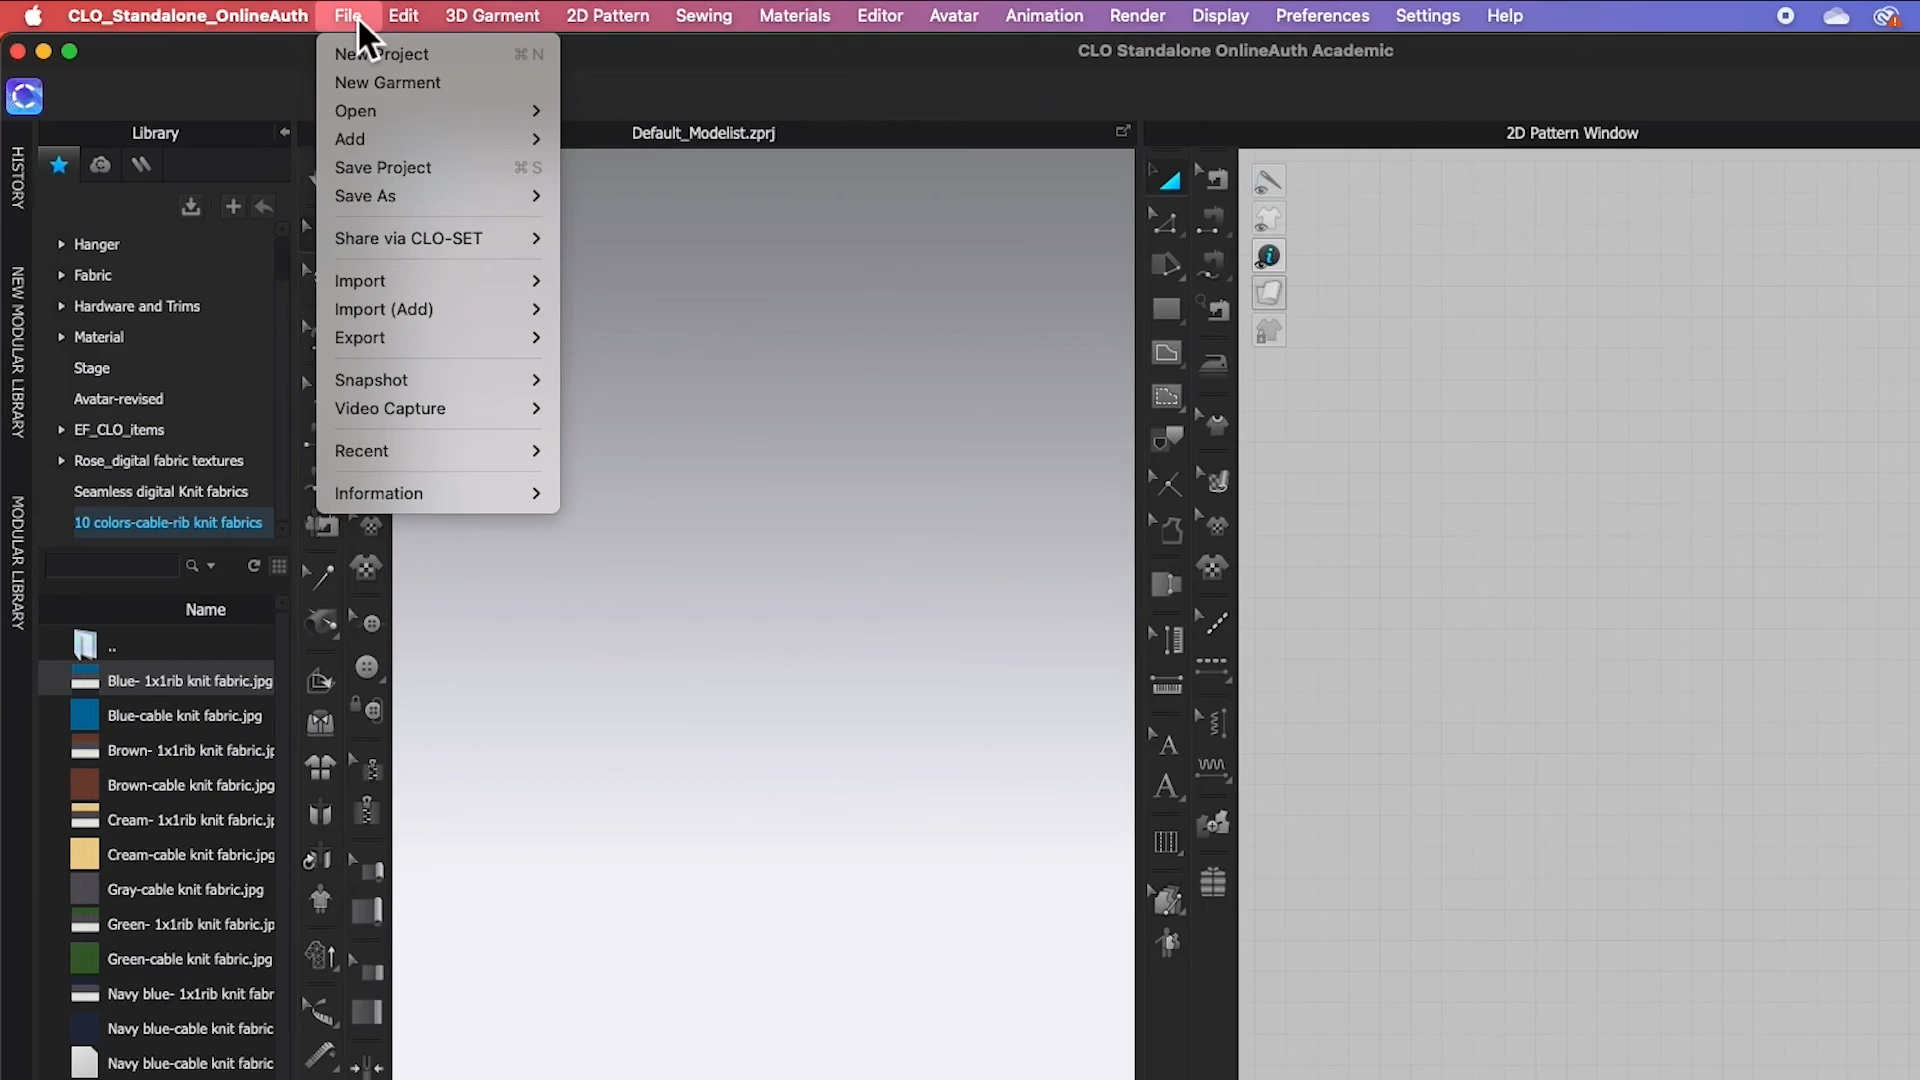 CLO_Standalone_OnlineAuth File Edit 3D Garment 2D Pattern Sewing Materials Editor Avatar Animation Render Display Preferences Settings Help
CLO Standalone OnlineAuth Academic
New Project ⌘ N
New Garment
Open
Add
Save Project ⌘ S
Save As
Share via CLO-SET
Import
Import (Add)
Export
Snapshot
Video Capture
Recent
Information
HISTORY
NEW MODULAR LIBRARY
MODULAR LIBRARY
Library
Hanger
Fabric
Hardware and Trims
Material
Stage
Avatar-revised
EF_CLO_items
Rose_digital fabric textures
Seamless digital Knit fabrics
10 colors-cable-rib knit fabrics
Name
..
Blue- 1x1rib knit fabric.jpg
Blue-cable knit fabric.jpg
Brown- 1x1rib knit fabric.jp
Brown-cable knit fabric.jpg
Cream- 1x1rib knit fabric.jp
Cream-cable knit fabric.jpg
Gray-cable knit fabric.jpg
Green- 1x1rib knit fabric.jp
Green-cable knit fabric.jpg
Navy blue- 1x1rib knit fabr
Navy blue-cable knit fabric
Navy blue-cable knit fabric
Default_Modelist.zprj
2D Pattern Window
A
A